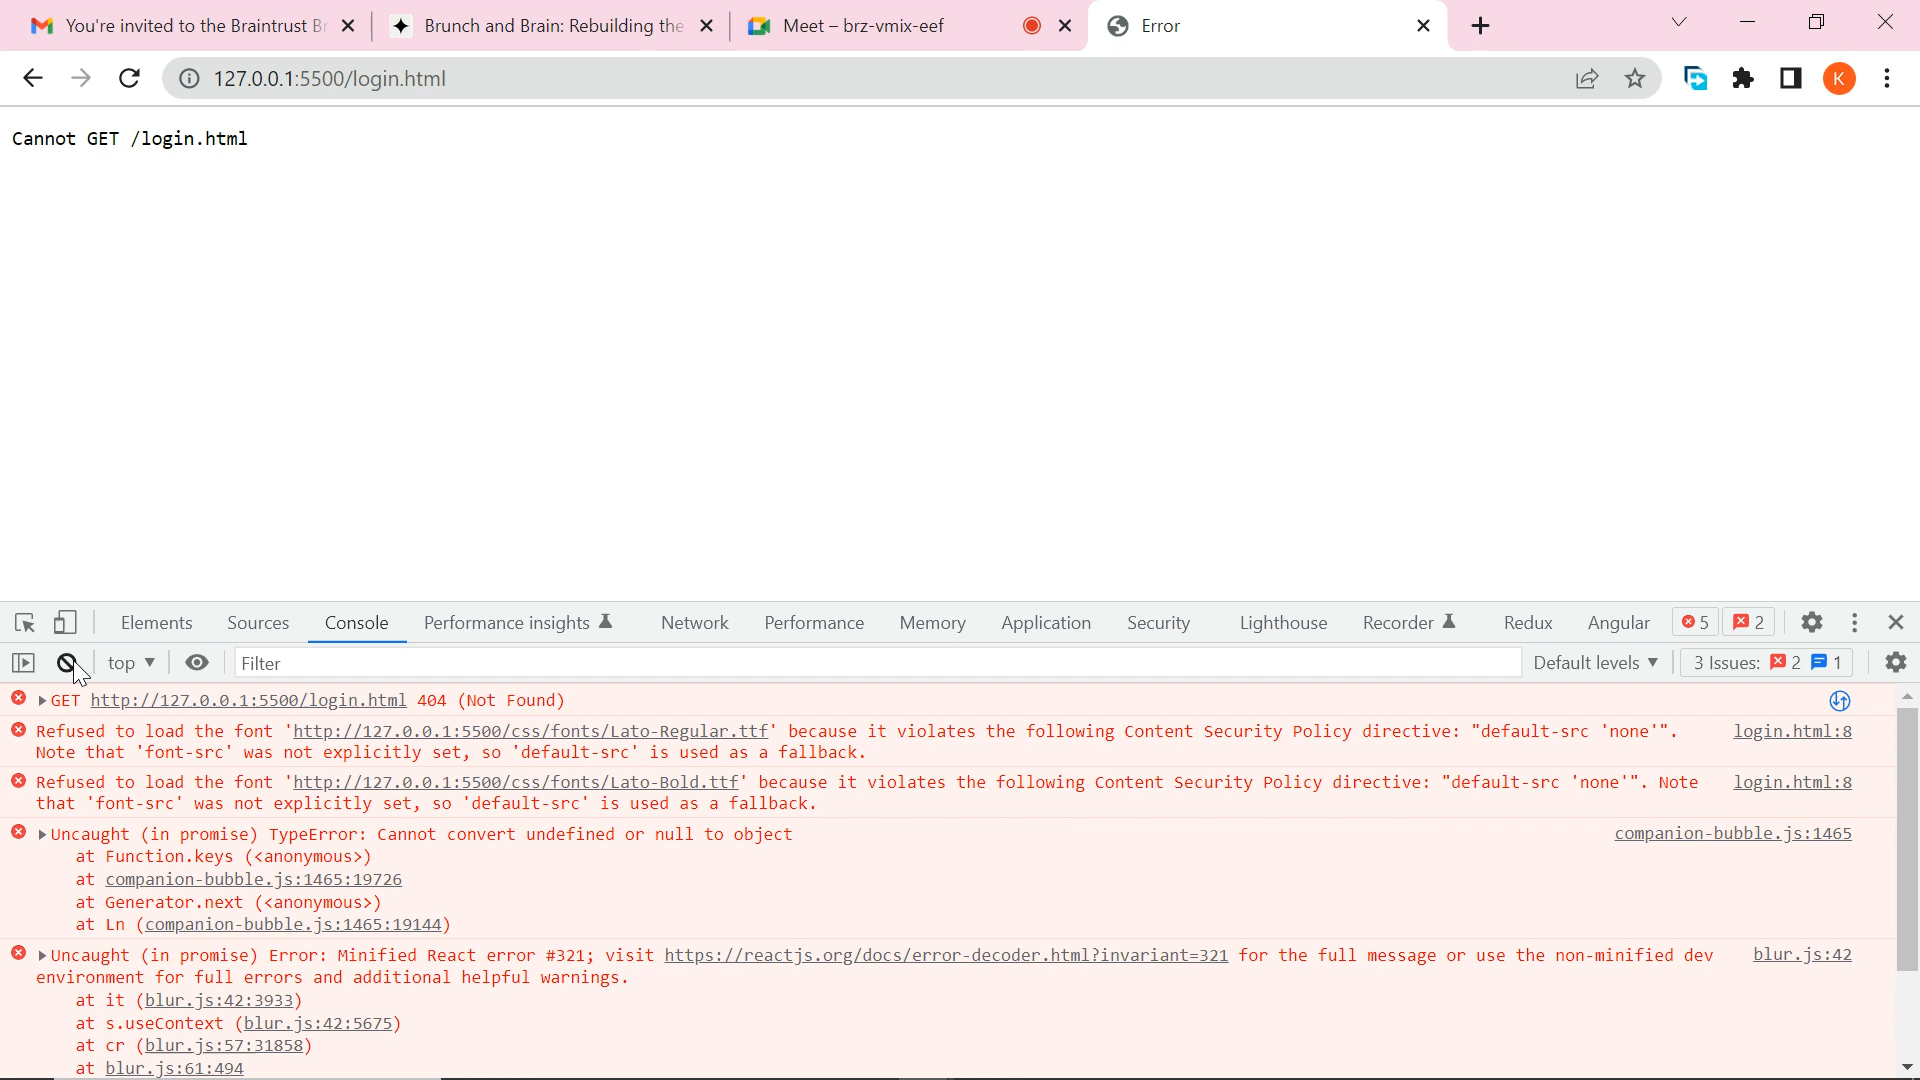 You're invited to the Braintrust Br
Brunch and Brain: Rebuilding the
Meet – brz-vmix-eef
Error
127.0.0.1:5500/login.html
K
Cannot GET /login.html
Elements Sources Console Performance insights Network Performance Memory Application Security Lighthouse Recorder Redux Angular 5 2
top ▼ Filter Default levels ▼ 3 Issues: 2 1
GET http://127.0.0.1:5500/login.html 404 (Not Found)
Refused to load the font 'http://127.0.0.1:5500/css/fonts/Lato-Regular.ttf' because it violates the following Content Security Policy directive: "default-src 'none'". login.html:8
Note that 'font-src' was not explicitly set, so 'default-src' is used as a fallback.
Refused to load the font 'http://127.0.0.1:5500/css/fonts/Lato-Bold.ttf' because it violates the following Content Security Policy directive: "default-src 'none'". Note login.html:8
that 'font-src' was not explicitly set, so 'default-src' is used as a fallback.
Uncaught (in promise) TypeError: Cannot convert undefined or null to object companion-bubble.js:1465
at Function.keys (<anonymous>)
at companion-bubble.js:1465:19726
at Generator.next (<anonymous>)
at Ln (companion-bubble.js:1465:19144)
Uncaught (in promise) Error: Minified React error #321; visit https://reactjs.org/docs/error-decoder.html?invariant=321 for the full message or use the non-minified dev blur.js:42
environment for full errors and additional helpful warnings.
at it (blur.js:42:3933)
at s.useContext (blur.js:42:5675)
at cr (blur.js:57:31858)
at blur.js:61:494